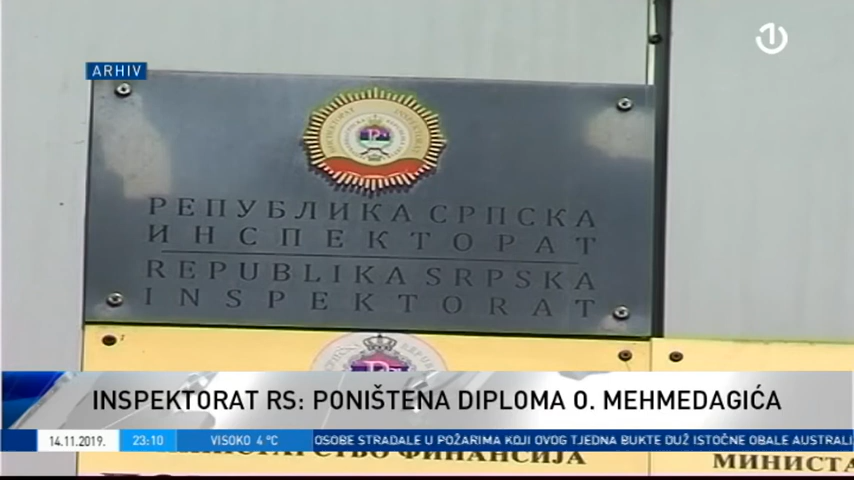 ARHIV
РЕПУБЛИКА СРПСКА
ИНСПЕКТОРАТ
REPUBLIKA SRPSKA
INSPEKTORAT
INSPEKTORAT RS: PONIŠTENA DIPLOMA O. MEHMEDAGIĆA
14.11.2019. 23:10 VISOKO 4 °C OSOBE STRADALE U POŽARIMA KOJI OVOG TJEDNA BUKTE DUŽ ISTOČNE OBALE AUSTRALI
ФИНАНСИЈА
МИНИСТА